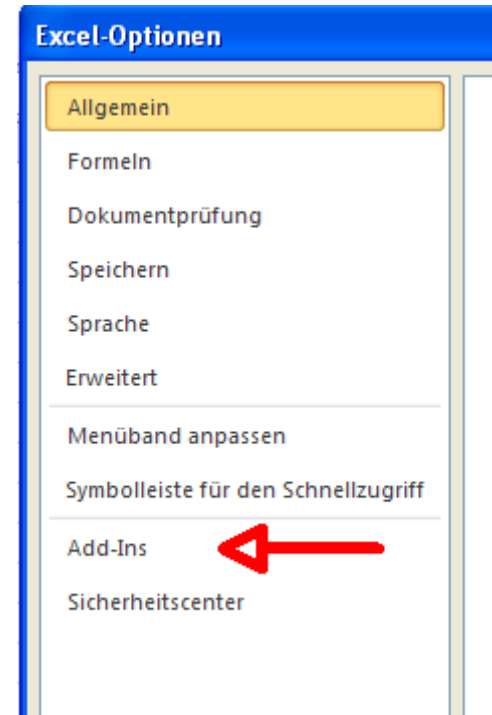 Excel-Optionen
Allgemein
Formeln
Dokumentprüfung
Speichern
Sprache
Erweitert
Menüband anpassen
Symbolleiste für den Schnellzugriff
Add-Ins
Sicherheitscenter